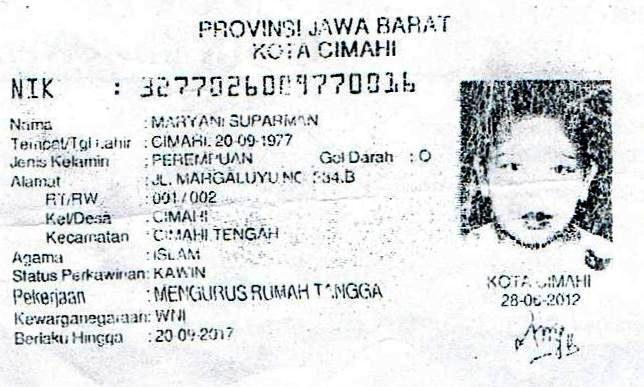 PROVINSI JAWA BARAT
KOTA CIMAHI
NIK : 3277026009770016
Nama : MARYANI SUPARMAN
Tempat/Tgl Lahir : CIMAHI, 20-09-1977
Jenis Kelamin : PEREMPUAN Gol Darah : O
Alamat : JL. MARGALUYU NO
RT/RW : 001/002
Kel/Desa : CIMAHI
Kecamatan : CIMAHI TENGAH
Agama : ISLAM
Status Perkawinan: KAWIN
Pekerjaan : MENGURUS RUMAH TANGGA
Kewarganegaraan: WNI
Berlaku Hingga : 20-09-2017
KOTA CIMAHI
28-06-2012